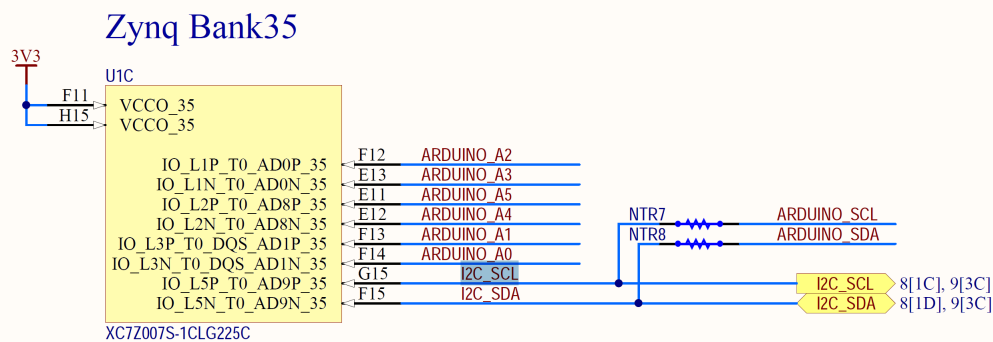 Zynq Bank35
3V3
U1C
F11 VCCO_35
H15 VCCO_35
IO_L1P_T0_AD0P_35 F12 ARDUINO_A2
IO_L1N_T0_AD0N_35 E13 ARDUINO_A3
IO_L2P_T0_AD8P_35 E11 ARDUINO_A5
IO_L2N_T0_AD8N_35 E12 ARDUINO_A4
NTR7 ARDUINO_SCL
IO_L3P_T0_DQS_AD1P_35 F13 ARDUINO_A1
NTR8 ARDUINO_SDA
IO_L3N_T0_DQS_AD1N_35 F14 ARDUINO_A0
IO_L5P_T0_AD9P_35 G15 I2C_SCL I2C_SCL 8[1C], 9[3C]
IO_L5N_T0_AD9N_35 F15 I2C_SDA I2C_SDA 8[1D], 9[3C]
XC7Z007S-1CLG225C